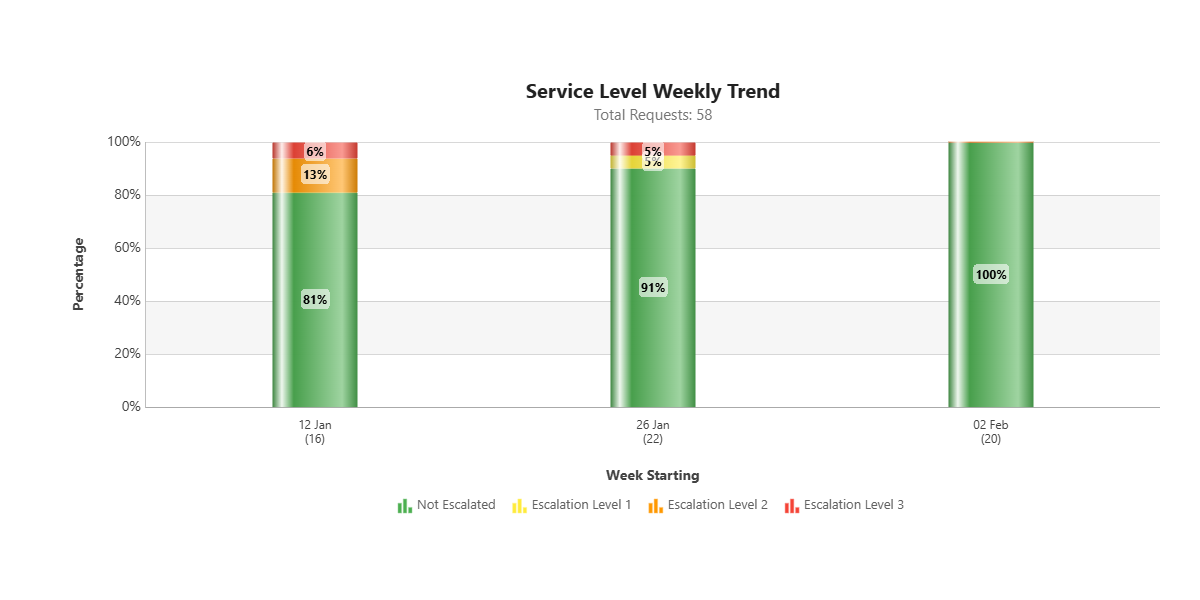 Service Level Weekly Trend
Total Requests: 58
Percentage
100%
80%
60%
40%
20%
0%
6%
13%
81%
5%
5%
91%
100%
12 Jan
(16)
26 Jan
(22)
02 Feb
(20)
Week Starting
Not Escalated
Escalation Level 1
Escalation Level 2
Escalation Level 3